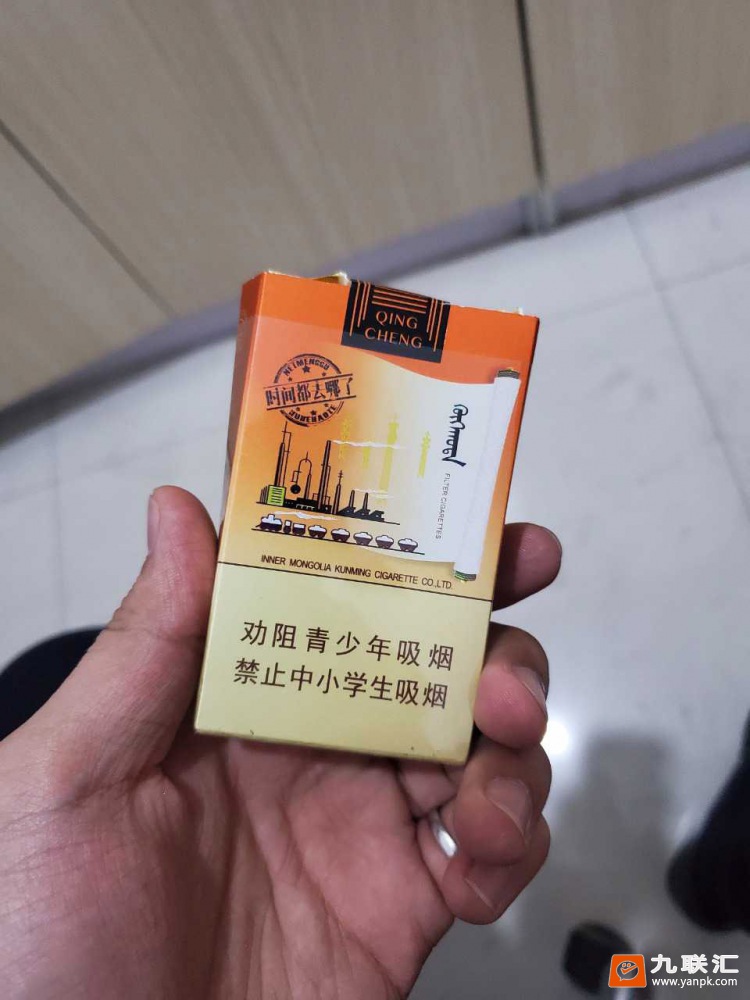 QING
CHENG
NEIMENGGU
时间都去哪了
HUHEHAOTE
FILTER CIGARETTES
INNER MONGOLIA KUNMING CIGARETTE CO.,LTD.
劝阻青少年吸烟
禁止中小学生吸烟
九联汇
www.yanpk.com